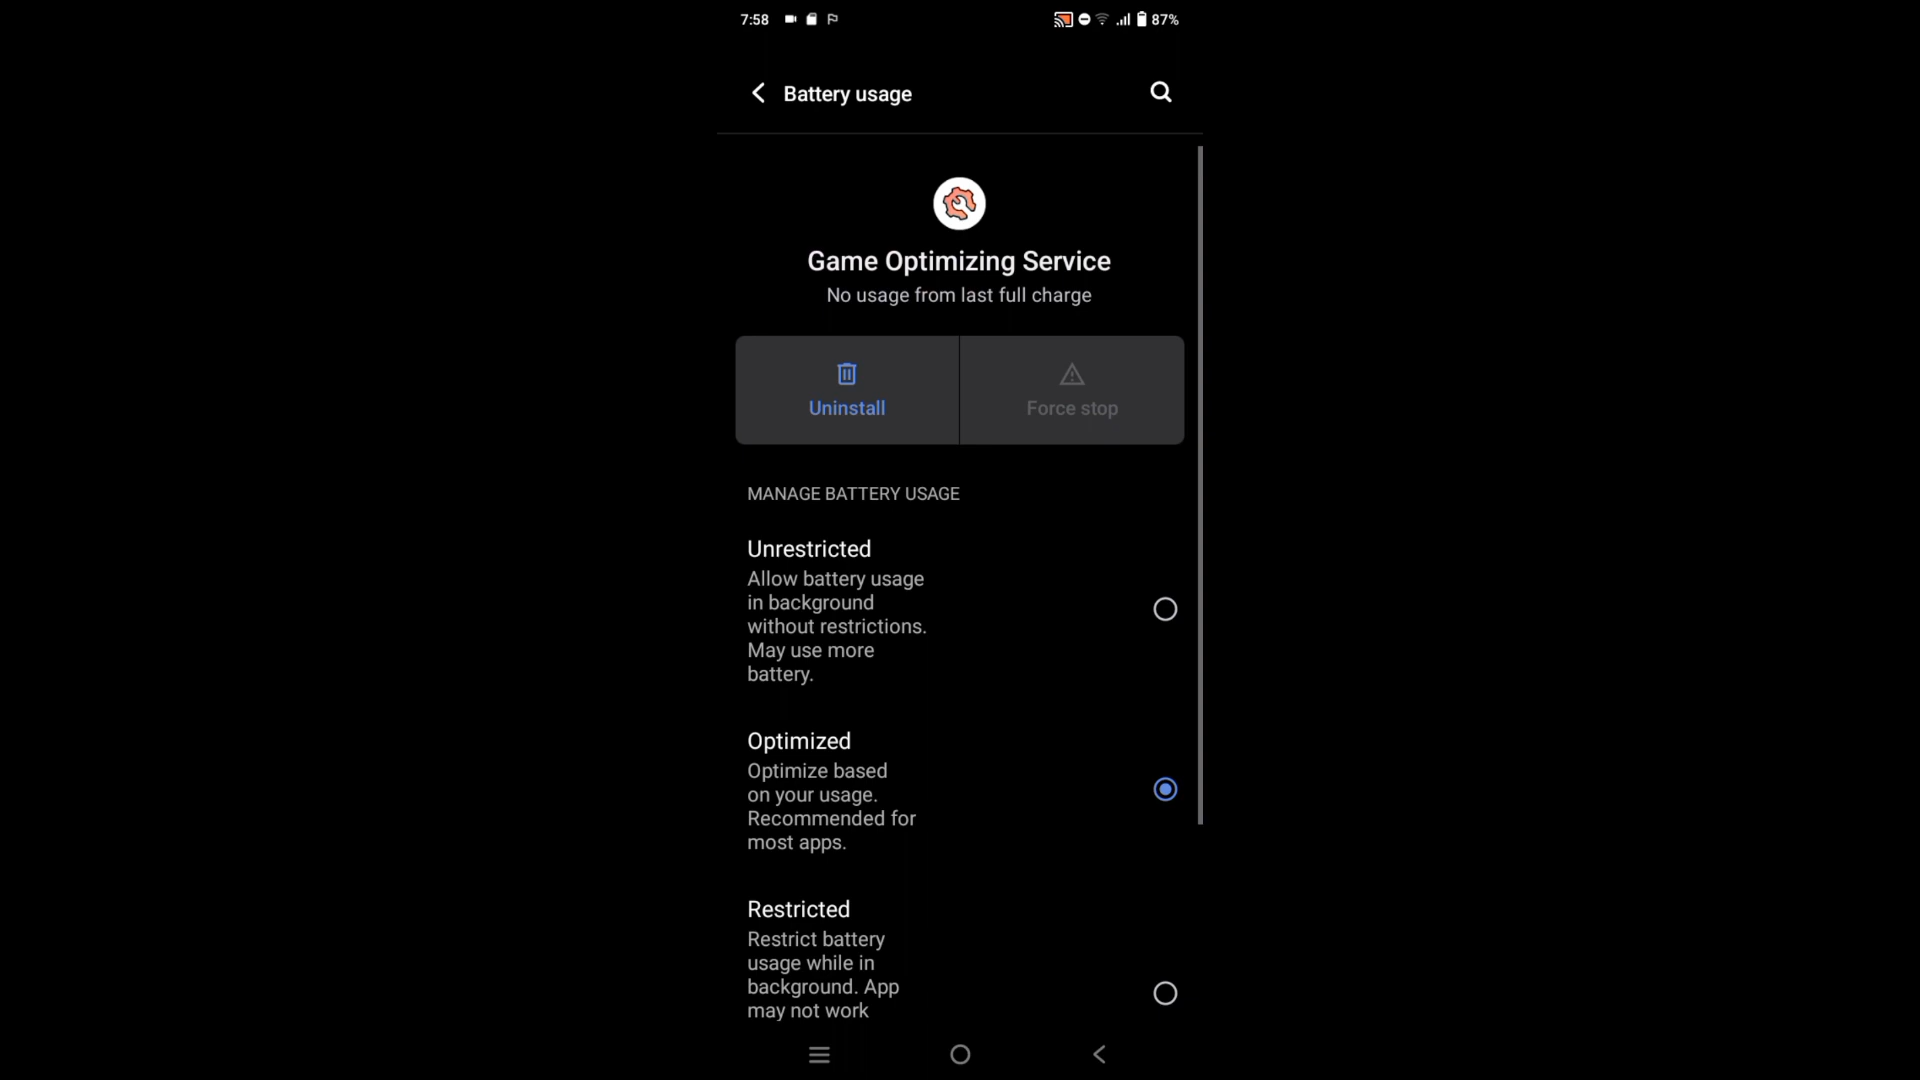 7:58
87%
Battery usage
Game Optimizing Service
No usage from last full charge
Uninstall
Force stop
MANAGE BATTERY USAGE
Unrestricted
Allow battery usage
in background
without restrictions.
May use more
battery.
Optimized
Optimize based
on your usage.
Recommended for
most apps.
Restricted
Restrict battery
usage while in
background. App
may not work